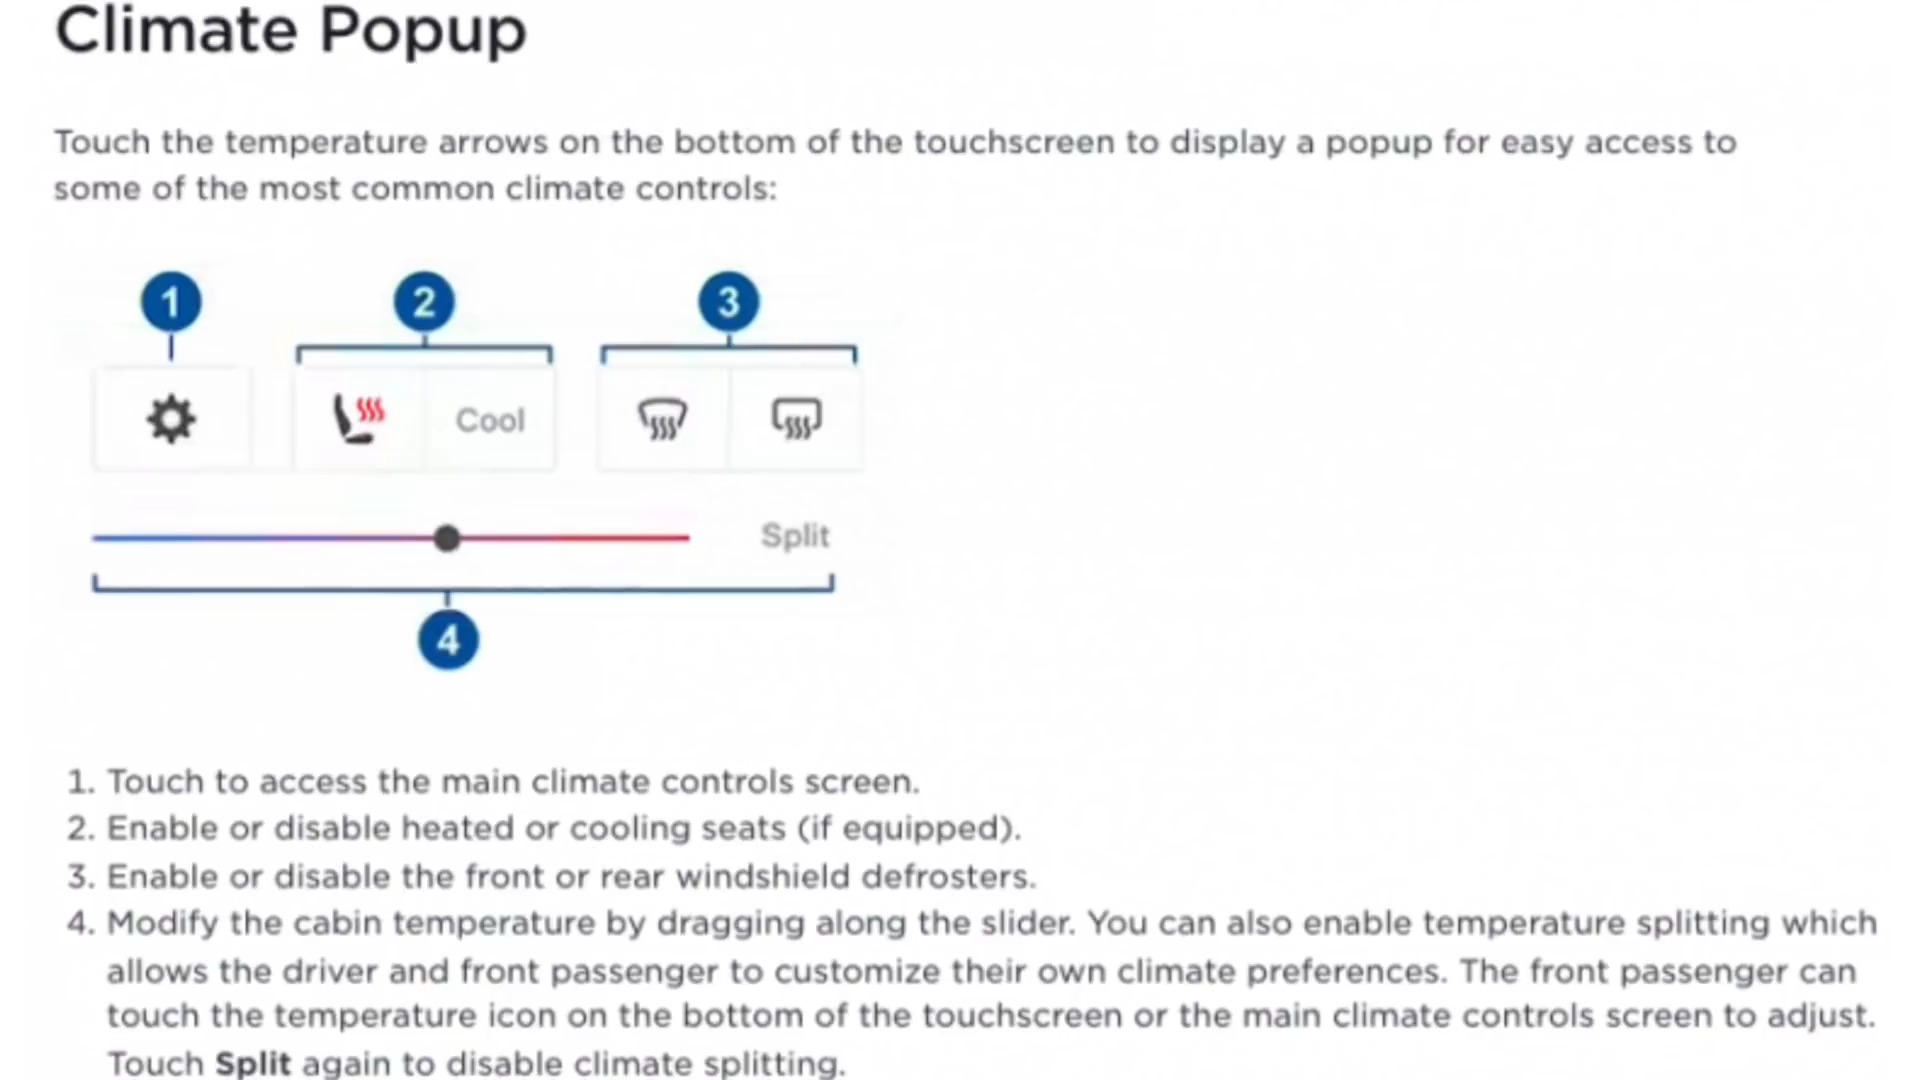 Climate Popup
Touch the temperature arrows on the bottom of the touchscreen to display a popup for easy access to
some of the most common climate controls:
1 2 3
Cool
Split
4
1. Touch to access the main climate controls screen.
2. Enable or disable heated or cooling seats (if equipped).
3. Enable or disable the front or rear windshield defrosters.
4. Modify the cabin temperature by dragging along the slider. You can also enable temperature splitting which
allows the driver and front passenger to customize their own climate preferences. The front passenger can
touch the temperature icon on the bottom of the touchscreen or the main climate controls screen to adjust.
Touch Split again to disable climate splitting.